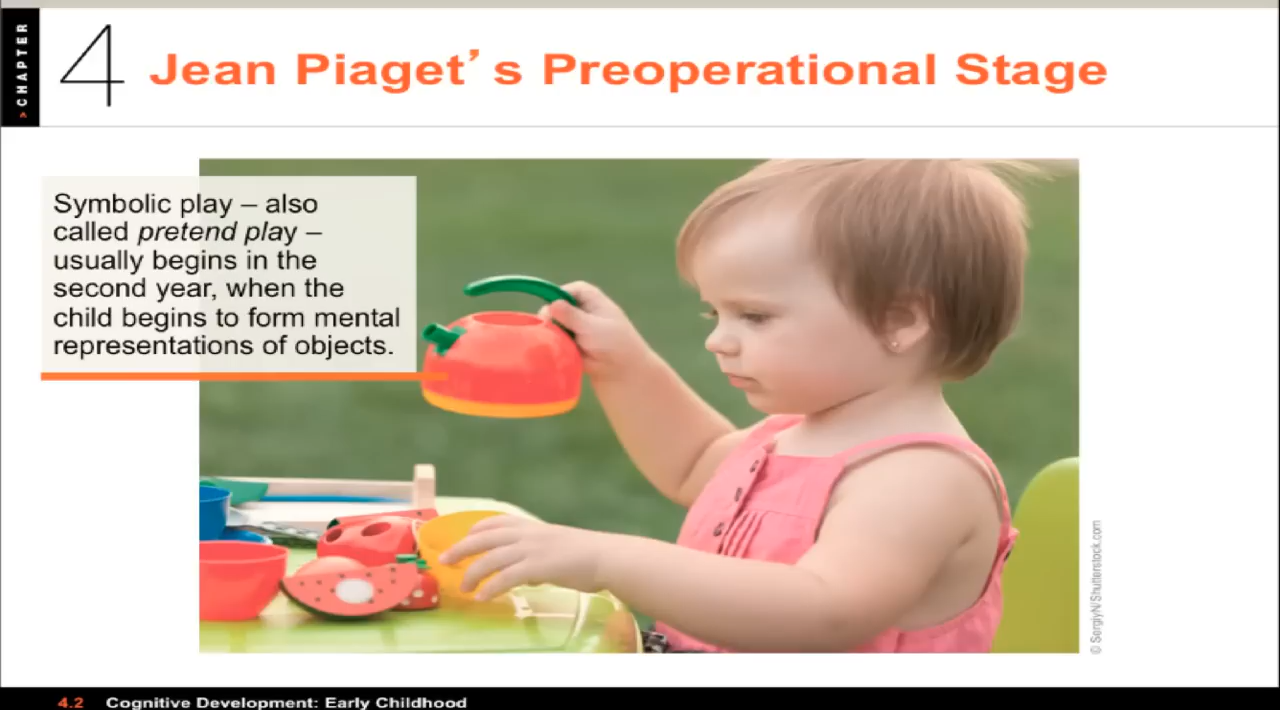 > CHAPTER
4
Jean Piaget’s Preoperational Stage
Symbolic play – also
called pretend play –
usually begins in the
second year, when the
child begins to form mental
representations of objects.
© SergiyN/Shutterstock.com
4.2 Cognitive Development: Early Childhood